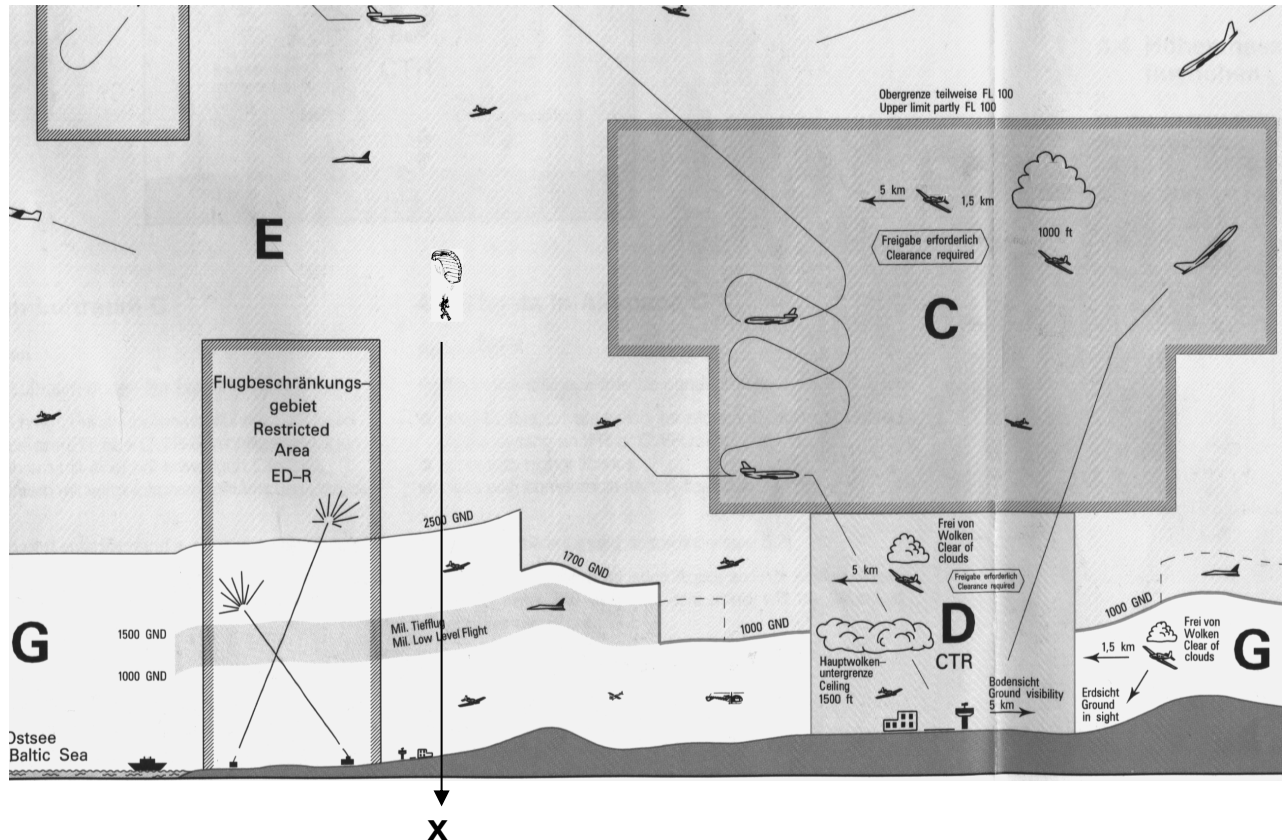 Obergrenze teilweise FL 100
Upper limit partly FL 100
5 km
1,5 km
1000 ft
Freigabe erforderlich
Clearance required
E
C
Flugbeschränkungs–
gebiet
Restricted
Area
ED–R
2500 GND
1700 GND
1500 GND
1000 GND
Mil. Tiefflug
Mil. Low Level Flight
1000 GND
Frei von
Wolken
Clear of
clouds
5 km
Freigabe erforderlich
Clearance required
D
CTR
Hauptwolken–
untergrenze
Ceiling
1500 ft
Bodensicht
Ground visibility
5 km
1000 GND
Frei von
Wolken
Clear of
clouds
1,5 km
Erdsicht
Ground
in sight
G
G
Ostsee
Baltic Sea
X